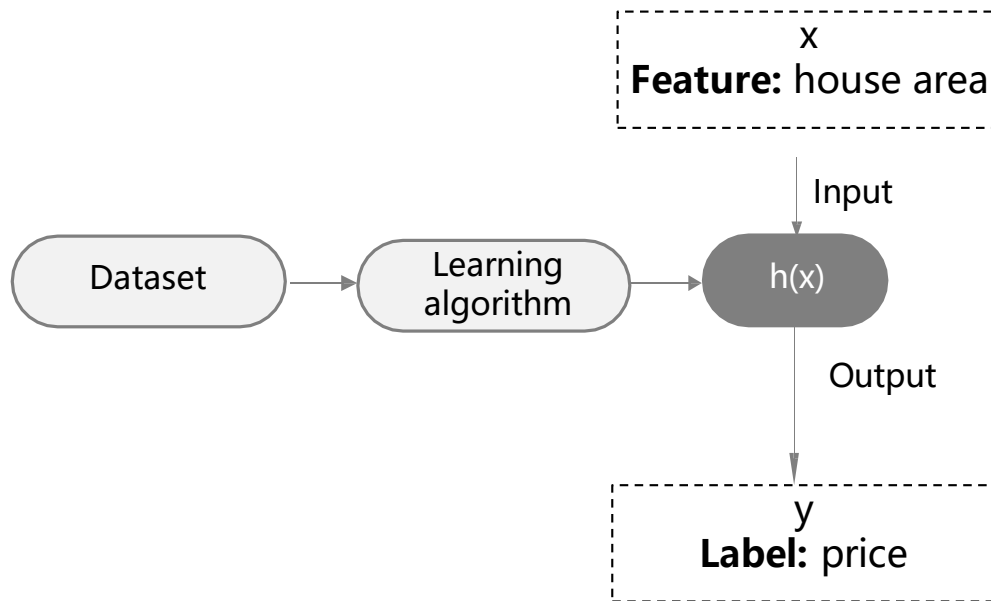 x
Feature: house area
Input
Dataset
Learning
algorithm
h(x)
Output
y
Label: price